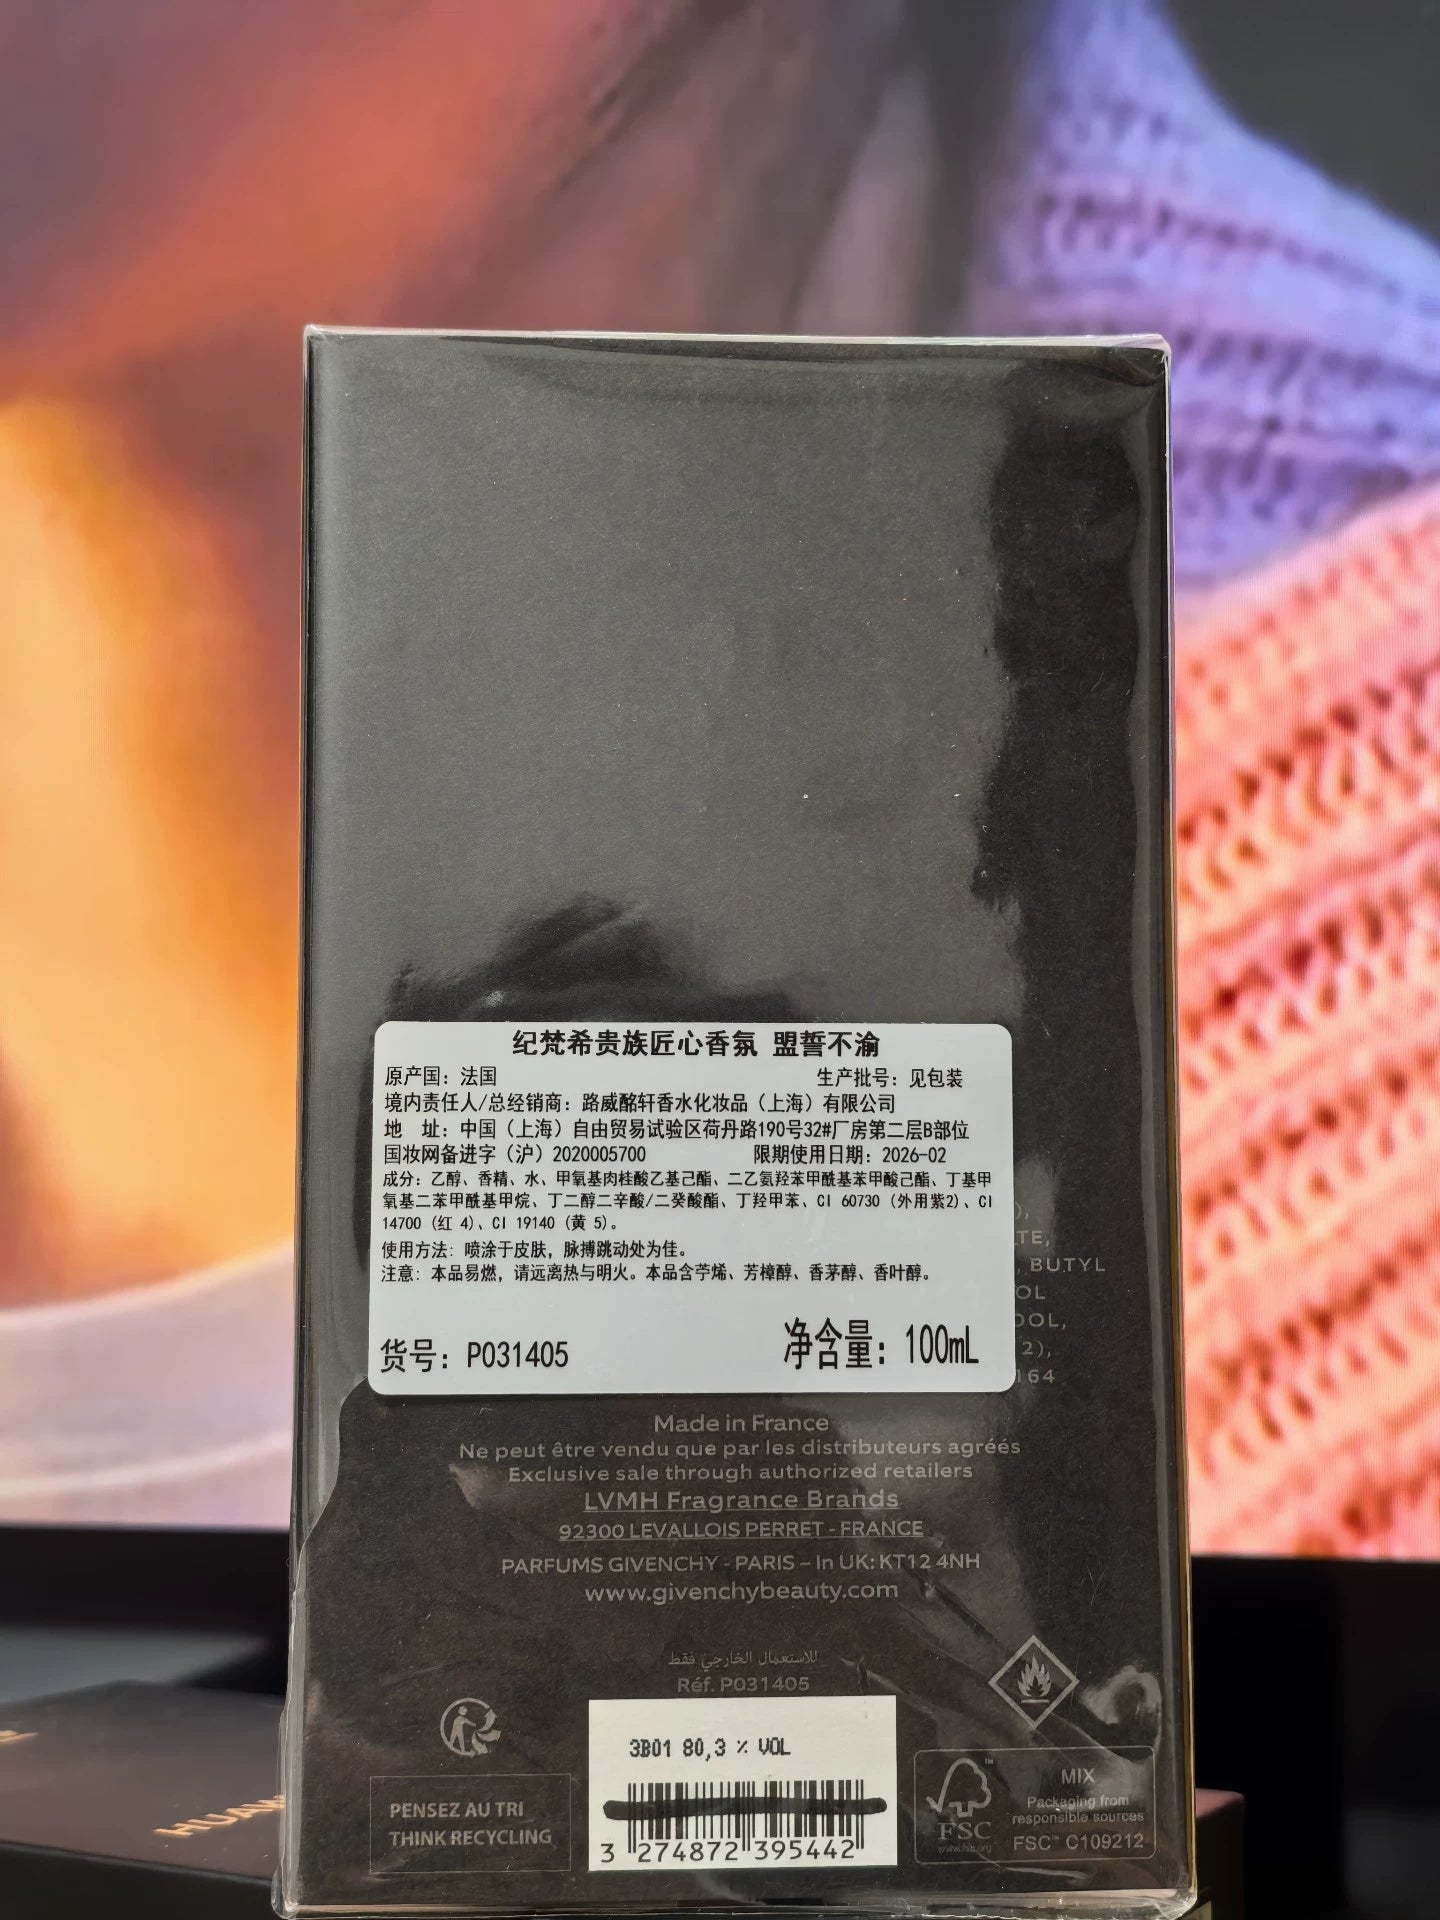 纪梵希贵族匠心香氛 盟誓不渝
原产国：法国 生产批号：见包装
境内责任人/总经销商：路威酩轩香水化妆品（上海）有限公司
地 址：中国（上海）自由贸易试验区荷丹路190号32#厂房第二层B部位
国妆网备进字（沪）2020005700 限期使用日期：2026-02
成分：乙醇、香精、水、甲氧基肉桂酸乙基己酯、二乙氨羟苯甲酰基苯甲酸己酯、丁基甲
氧基二苯甲酰基甲烷、丁二醇二辛酸/二癸酸酯、丁羟甲苯、CI 60730（外用紫2）、CI
14700（红 4）、CI 19140（黄 5）。
使用方法：喷涂于皮肤，脉搏跳动处为佳。
注意：本品易燃，请远离热与明火。本品含苧烯、芳樟醇、香茅醇、香叶醇。
货号：P031405 净含量：100mL
),
TE,
, BUTYL
OL
OOL,
2),
164
Made in France
Ne peut être vendu que par les distributeurs agréés
Exclusive sale through authorized retailers
LVMH Fragrance Brands
92300 LEVALLOIS PERRET - FRANCE
PARFUMS GIVENCHY - PARIS – In UK: KT12 4NH
www.givenchybeauty.com
للاستعمال الخارجي فقط
Réf. P031405
3B01 80,3 % VOL
3 274872 395442
PENSEZ AU TRI
THINK RECYCLING
FSC™
www.fsc.org
MIX
Packaging from
responsible sources
FSC™ C109212
HUAW